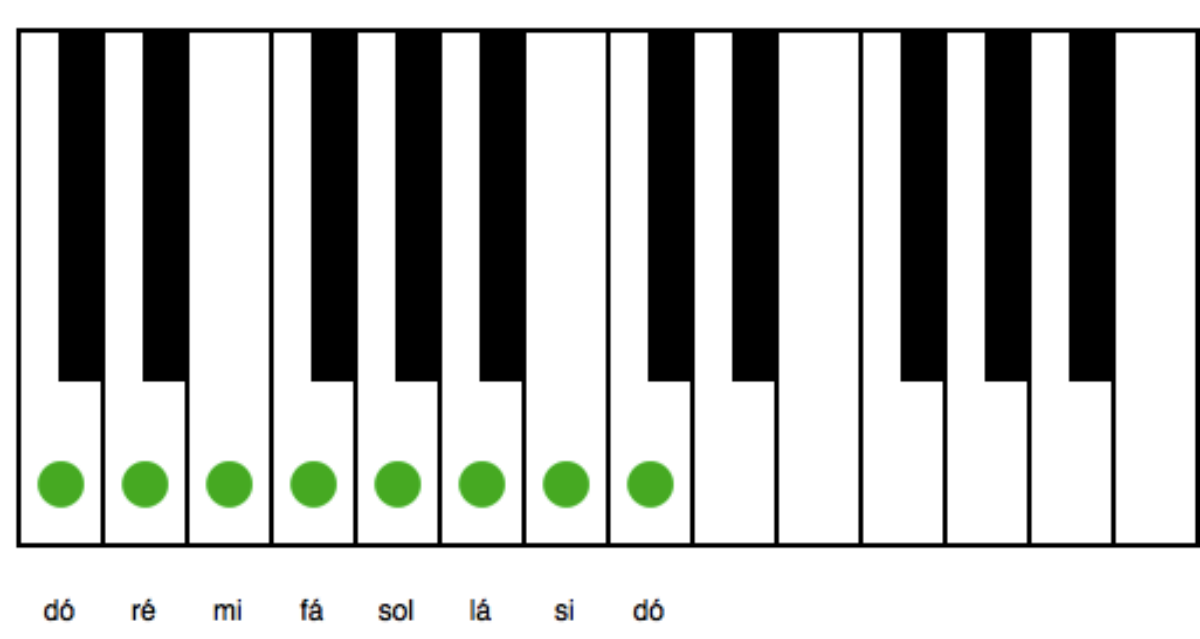 dó ré mi fá sol lá si dó